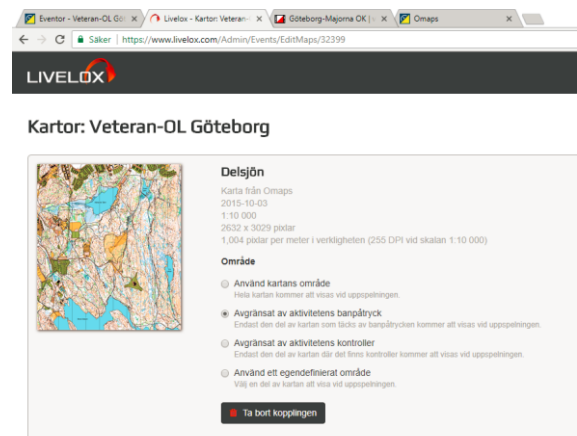 Eventor - Veteran-OL Gö
Livelox - Kartor: Veteran-
Göteborg-Majorna OK |
Omaps
Säker | https://www.livelox.com/Admin/Events/EditMaps/32399
LIVELOX
Kartor: Veteran-OL Göteborg
Delsjön
Karta från Omaps
2015-10-03
1:10 000
2632 x 3029 pixlar
1,004 pixlar per meter i verkligheten (255 DPI vid skalan 1:10 000)
Område
Använd kartans område
Hela kartan kommer att visas vid uppspelningen.
Avgränsat av aktivitetens banpåtryck
Endast den del av kartan som täcks av banpåtrycken kommer att visas vid uppspelningen.
Avgränsat av aktivitetens kontroller
Endast den del av kartan där det finns kontroller kommer att visas vid uppspelningen.
Använd ett egendefinierat område
Välj en del av kartan att visa vid uppspelningen.
Ta bort kopplingen